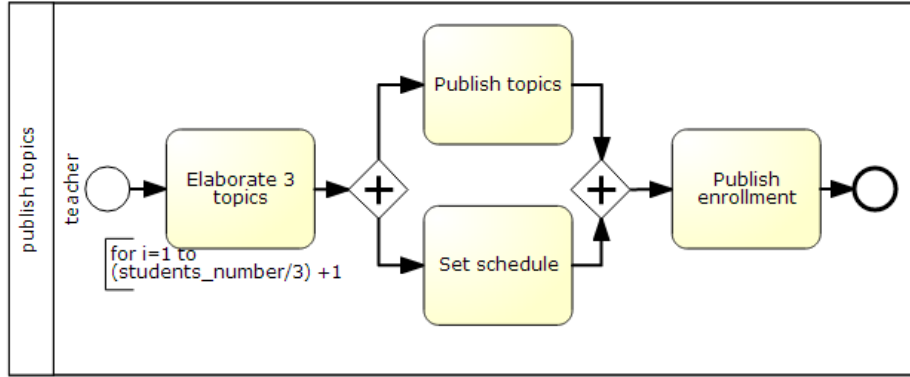 publish topics
teacher
Elaborate 3
topics
for i=1 to
(students_number/3) +1
Publish topics
Set schedule
Publish
enrollment